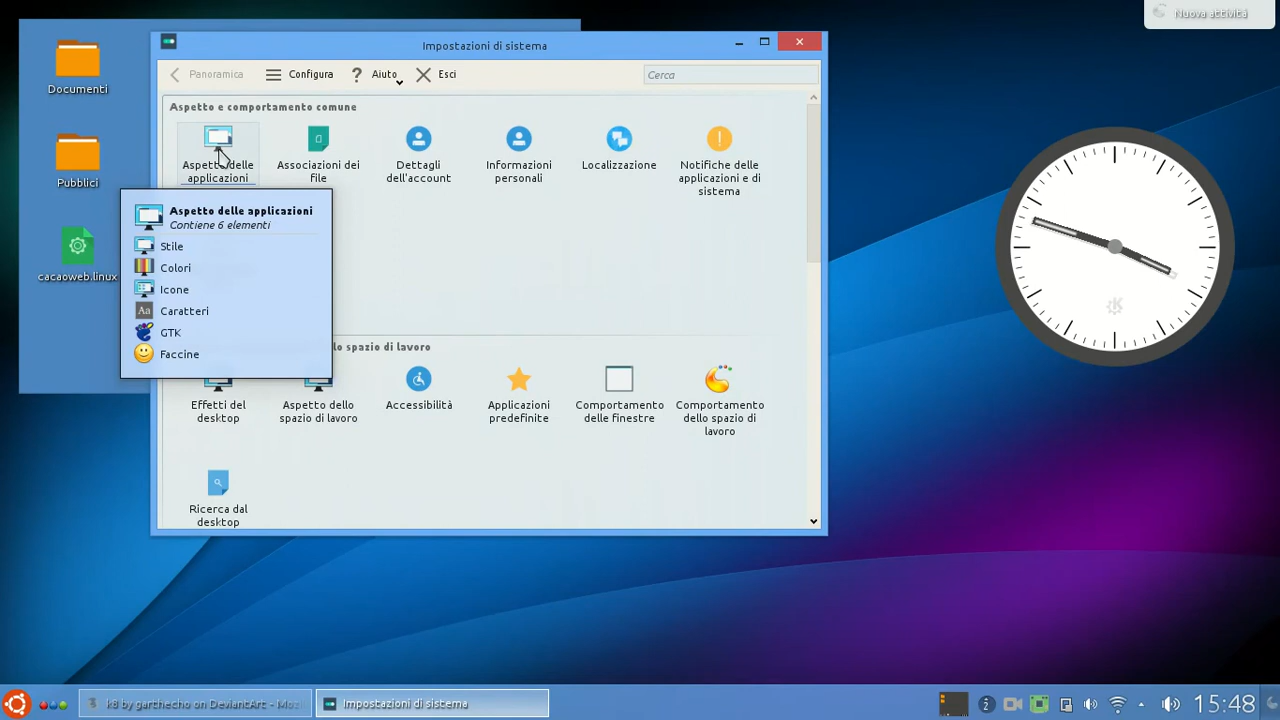 Nuova attività
Documenti
Pubblici
cacaoweb.linux
Impostazioni di sistema
Panoramica
Configura
Aiuto
Esci
Cerca
Aspetto e comportamento comune
Aspetto delle
applicazioni
Associazioni dei
file
Dettagli
dell'account
Informazioni
personali
Localizzazione
Notifiche delle
applicazioni e di
sistema
Aspetto delle applicazioni
Contiene 6 elementi
Stile
Colori
Icone
Aa Caratteri
GTK
Faccine
lo spazio di lavoro
Effetti del
desktop
Aspetto dello
spazio di lavoro
Accessibilità
Applicazioni
predefinite
Comportamento
delle finestre
Comportamento
dello spazio di
lavoro
Ricerca dal
desktop
k8 by garthecho on DeviantArt - Moz
Impostazioni di sistema
15:48